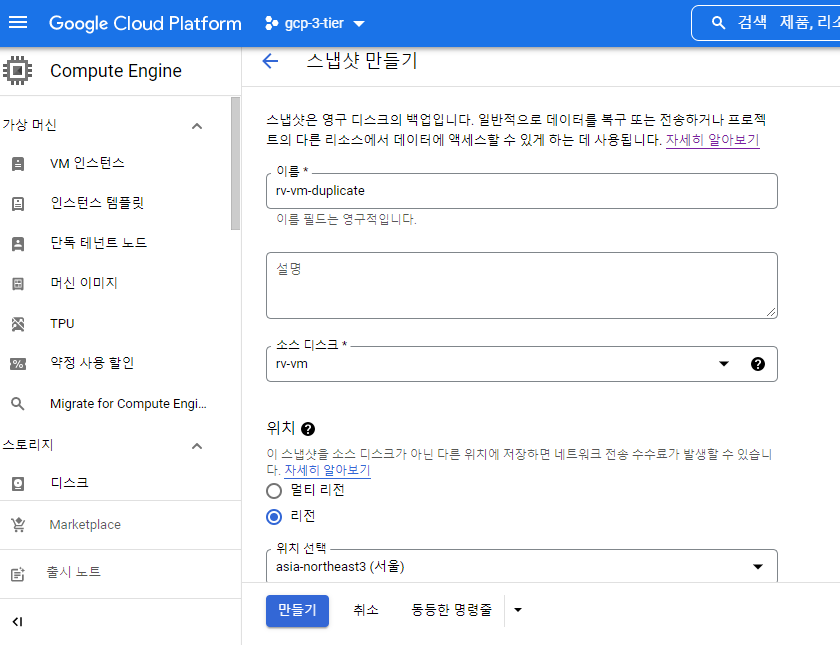 Google Cloud Platform
gcp-3-tier
검색 제품, 리소
Compute Engine
가상 머신
VM 인스턴스
인스턴스 템플릿
단독 테넌트 노드
머신 이미지
TPU
약정 사용 할인
Migrate for Compute Engi...
스토리지
디스크
Marketplace
출시 노트
스냅샷 만들기
스냅샷은 영구 디스크의 백업입니다. 일반적으로 데이터를 복구 또는 전송하거나 프로젝
트의 다른 리소스에서 데이터에 액세스할 수 있게 하는 데 사용됩니다. 자세히 알아보기
이름 *
rv-vm-duplicate
이름 필드는 영구적입니다.
설명
소스 디스크 *
rv-vm
위치
이 스냅샷을 소스 디스크가 아닌 다른 위치에 저장하면 네트워크 전송 수수료가 발생할 수 있습니
다. 자세히 알아보기
멀티 리전
리전
위치 선택
asia-northeast3 (서울)
만들기 취소 동등한 명령줄